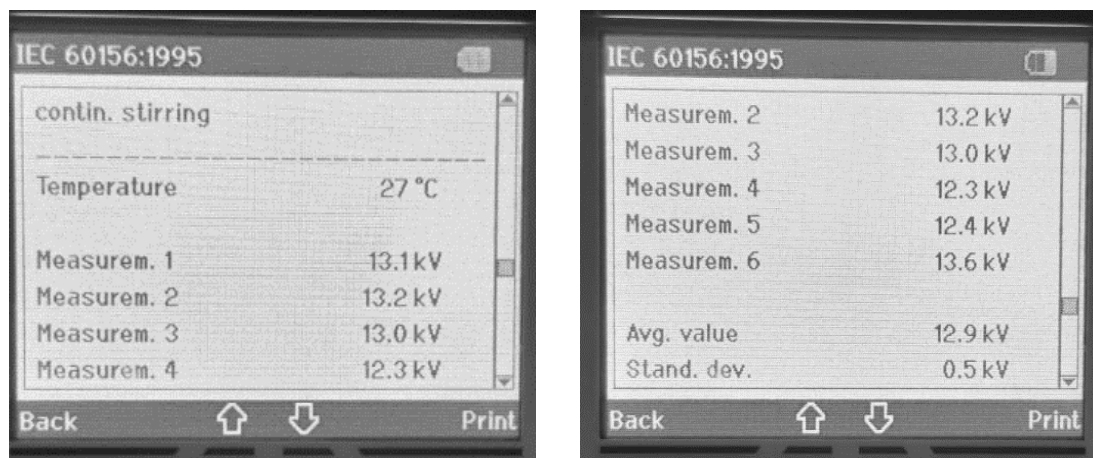 IEC 60156:1995
contin. stirring
Temperature 27 °C
Measurem. 1 13.1 kV
Measurem. 2 13.2 kV
Measurem. 3 13.0 kV
Measurem. 4 12.3 kV
Back Print
IEC 60156:1995
Measurem. 2 13.2 kV
Measurem. 3 13.0 kV
Measurem. 4 12.3 kV
Measurem. 5 12.4 kV
Measurem. 6 13.6 kV
Avg. value 12.9 kV
Stand. dev. 0.5 kV
Back Print